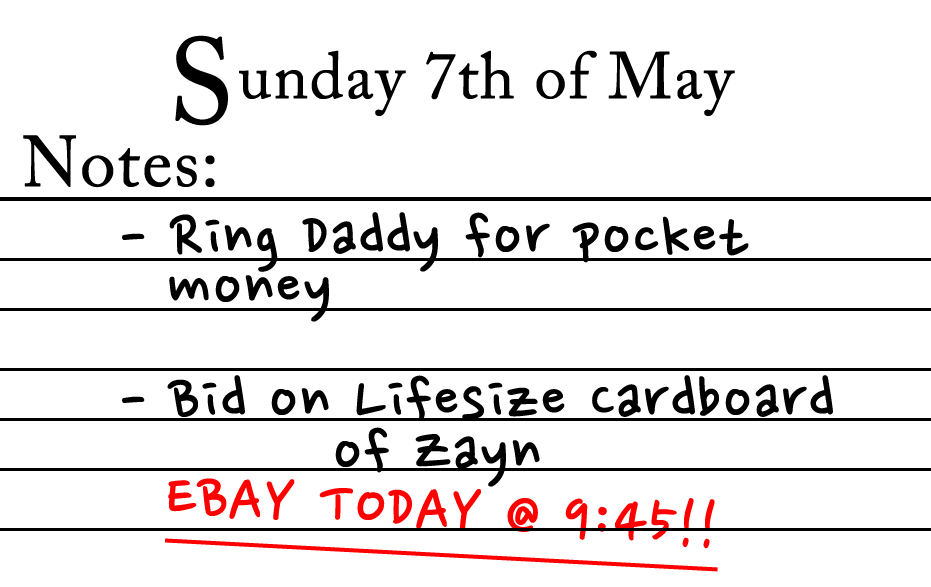 Sunday 7th of May
Notes:
- Ring Daddy for pocket
money
- Bid on Lifesize cardboard
of Zayn
EBAY TODAY @ 9:45!!